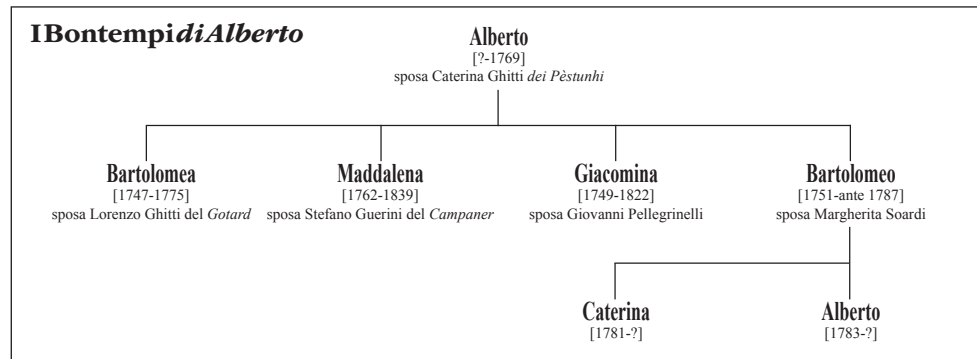 I Bontempi di Alberto
Alberto
[?-1769]
sposa Caterina Ghitti dei Pèstunhi
Bartolomea
[1747-1775]
sposa Lorenzo Ghitti del Gotard
Maddalena
[1762-1839]
sposa Stefano Guerini del Campaner
Giacomina
[1749-1822]
sposa Giovanni Pellegrinelli
Bartolomeo
[1751-ante 1787]
sposa Margherita Soardi
Caterina
[1781-?]
Alberto
[1783-?]